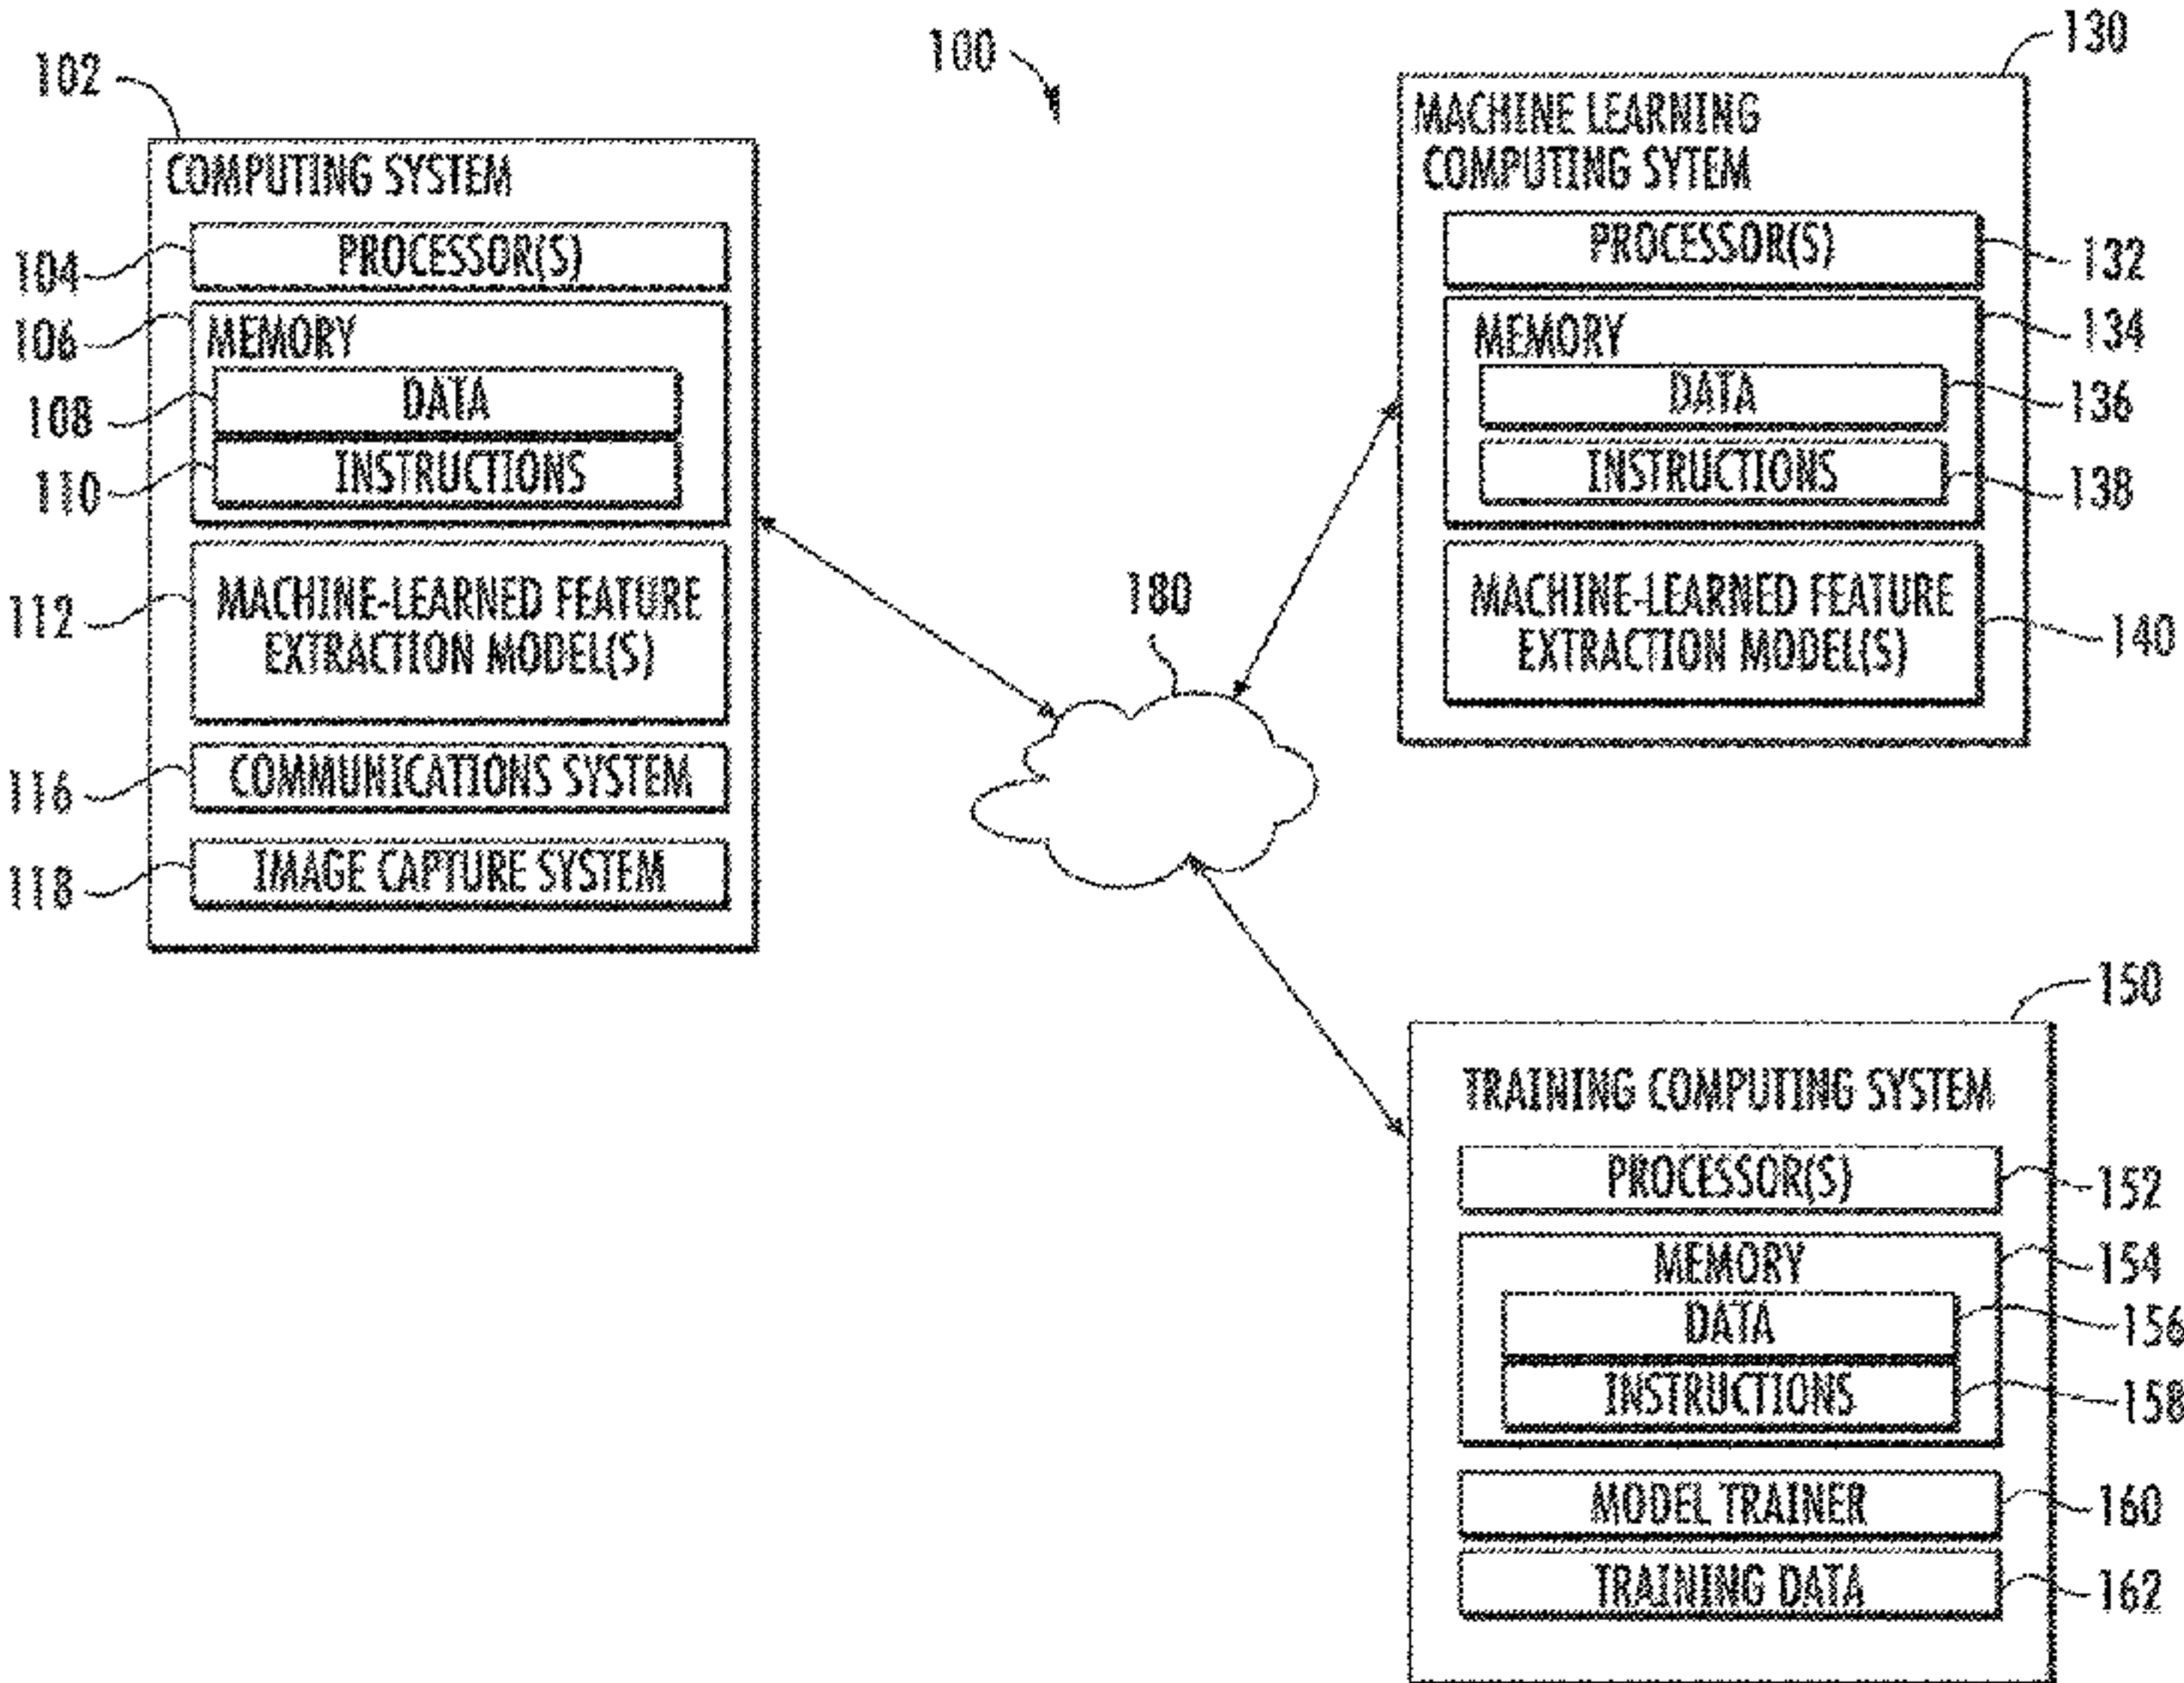 100
102
COMPUTING SYSTEM
104
PROCESSOR(S)
106
MEMORY
108
DATA
110
INSTRUCTIONS
112
MACHINE-LEARNED FEATURE
EXTRACTION MODEL(S)
116
COMMUNICATIONS SYSTEM
118
IMAGE CAPTURE SYSTEM
180
130
MACHINE LEARNING
COMPUTING SYTEM
PROCESSOR(S)
132
MEMORY
134
DATA
136
INSTRUCTIONS
138
MACHINE-LEARNED FEATURE
EXTRACTION MODEL(S)
140
150
TRAINING COMPUTING SYSTEM
PROCESSOR(S)
152
MEMORY
154
DATA
156
INSTRUCTIONS
158
MODEL TRAINER
160
TRAINING DATA
162